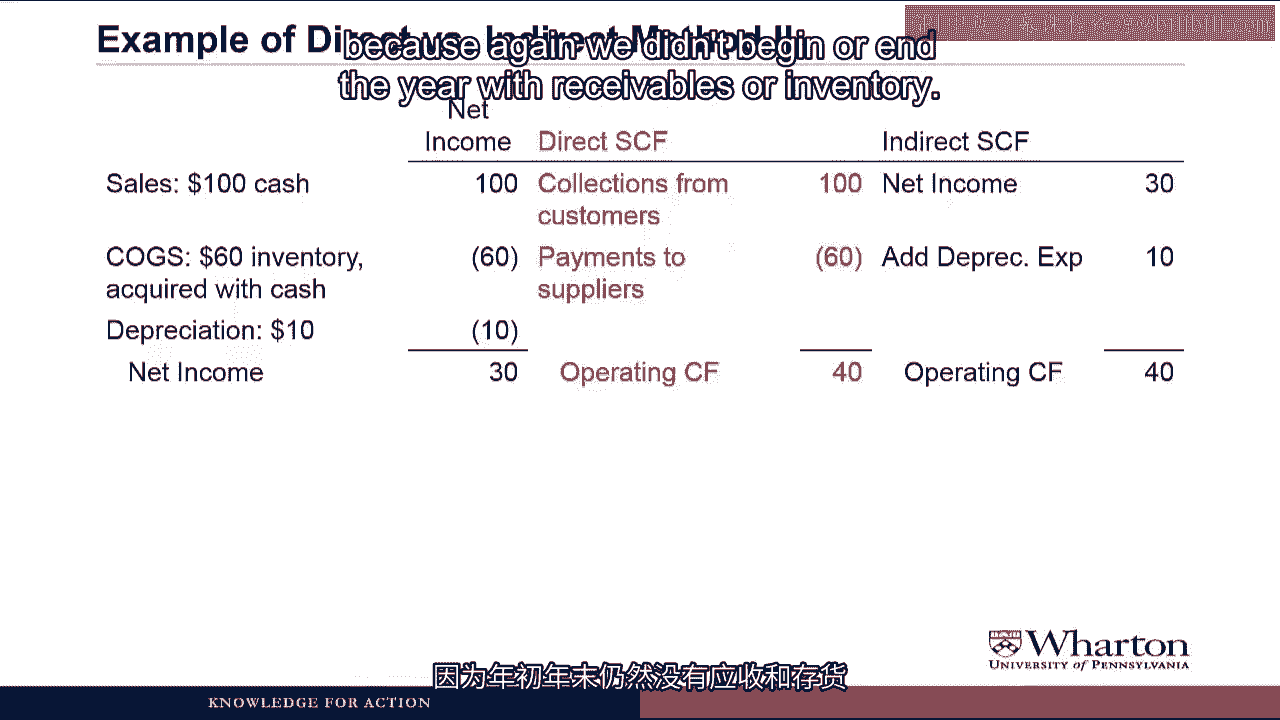 Example of Direct vs. Indirect Method II
because again we didn't begin or end
the year with receivables or inventory.
Net
Income Direct SCF Indirect SCF
Sales: $100 cash 100 Collections from customers 100 Net Income 30
COGS: $60 inventory, acquired with cash (60) Payments to suppliers (60) Add Deprec. Exp 10
Depreciation: $10 (10)
Net Income 30 Operating CF 40 Operating CF 40
Wharton
UNIVERSITY of PENNSYLVANIA
因为年初年末仍然没有应收和存货
KNOWLEDGE FOR ACTION